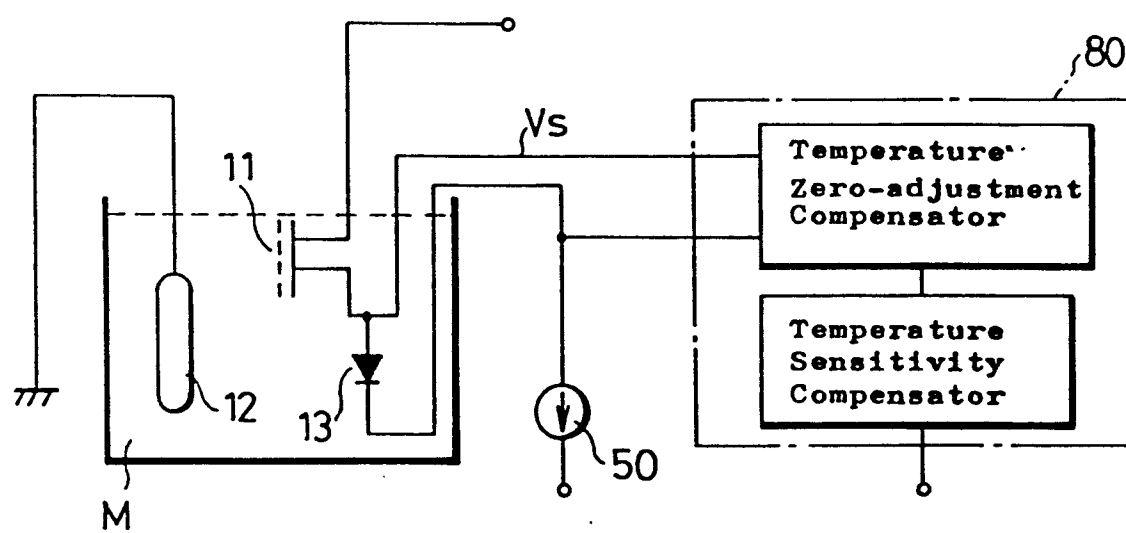 80
Vs
Temperature
Zero-adjustment
Compensator
11
Temperature
Sensitivity
Compensator
12
13
50
M